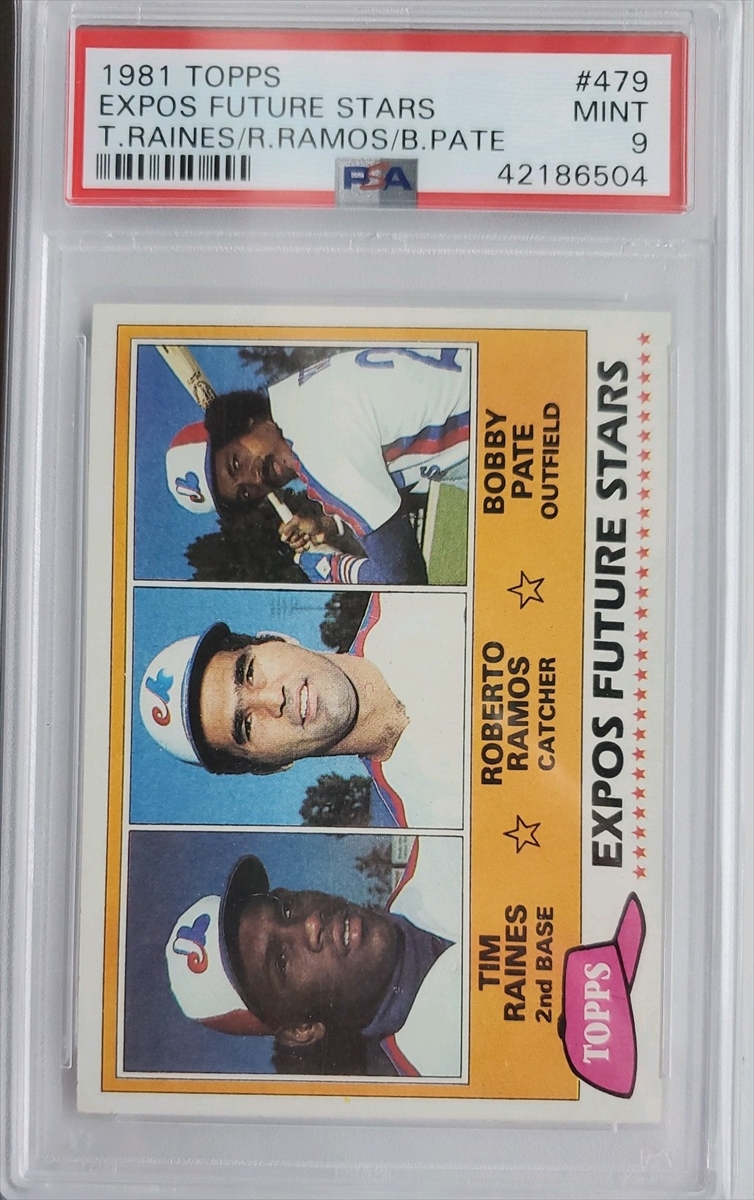 1981 TOPPS #479
EXPOS FUTURE STARS MINT
T.RAINES/R.RAMOS/B.PATE 9
PSA 42186504
TIM
RAINES
2nd BASE
ROBERTO
RAMOS
CATCHER
BOBBY
PATE
OUTFIELD
TOPPS
EXPOS FUTURE STARS